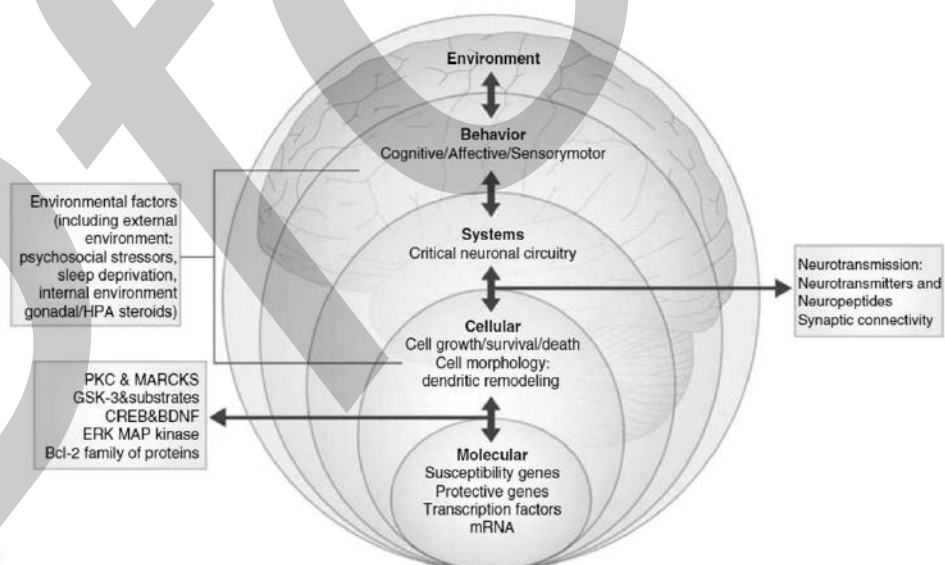 Environment
Behavior
Cognitive/Affective/Sensorymotor
Environmental factors
(including external
environment:
psychosocial stressors,
sleep deprivation,
internal environment
gonadal/HPA steroids)
Systems
Critical neuronal circuitry
Neurotransmission:
Neurotransmitters and
Neuropeptides
Synaptic connectivity
Cellular
Cell growth/survival/death
Cell morphology:
dendritic remodeling
PKC & MARCKS
GSK-3&substrates
CREB&BDNF
ERK MAP kinase
Bcl-2 family of proteins
Molecular
Susceptibility genes
Protective genes
Transcription factors
mRNA